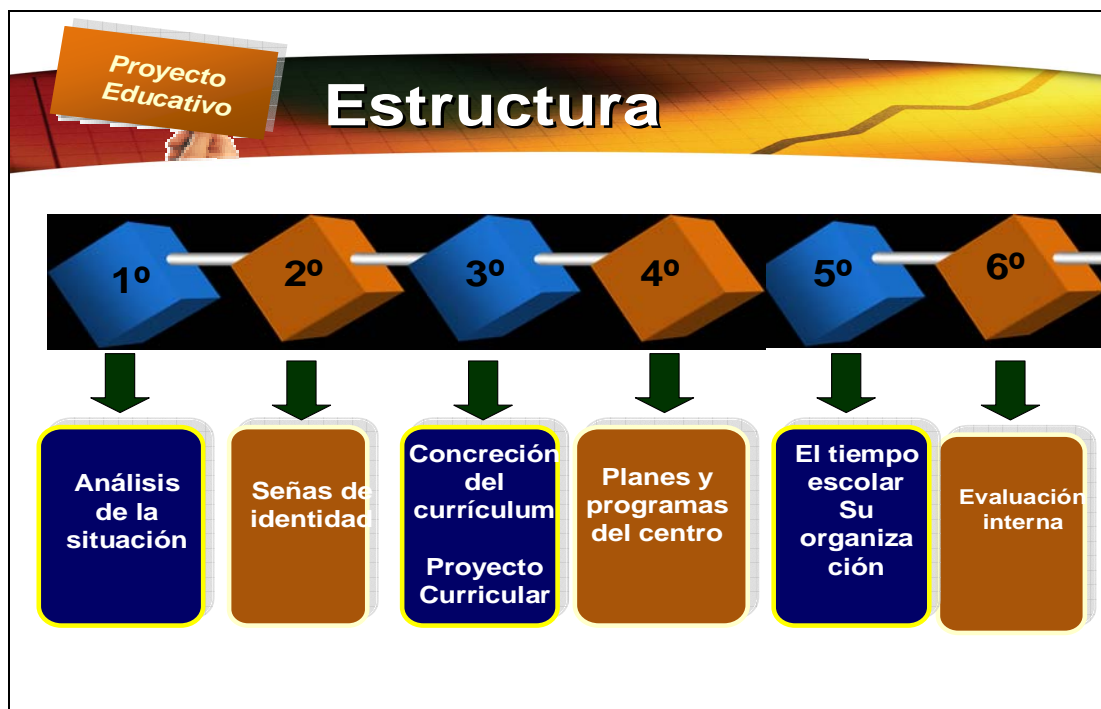 Proyecto
Educativo
Estructura
1º
2º
3º
4º
5º
6º
Análisis
de la
situación
Señas de
identidad
Concreción
del
currículum
Proyecto
Curricular
Planes y
programas
del centro
El tiempo
escolar
Su
organiza
ción
Evaluación
interna